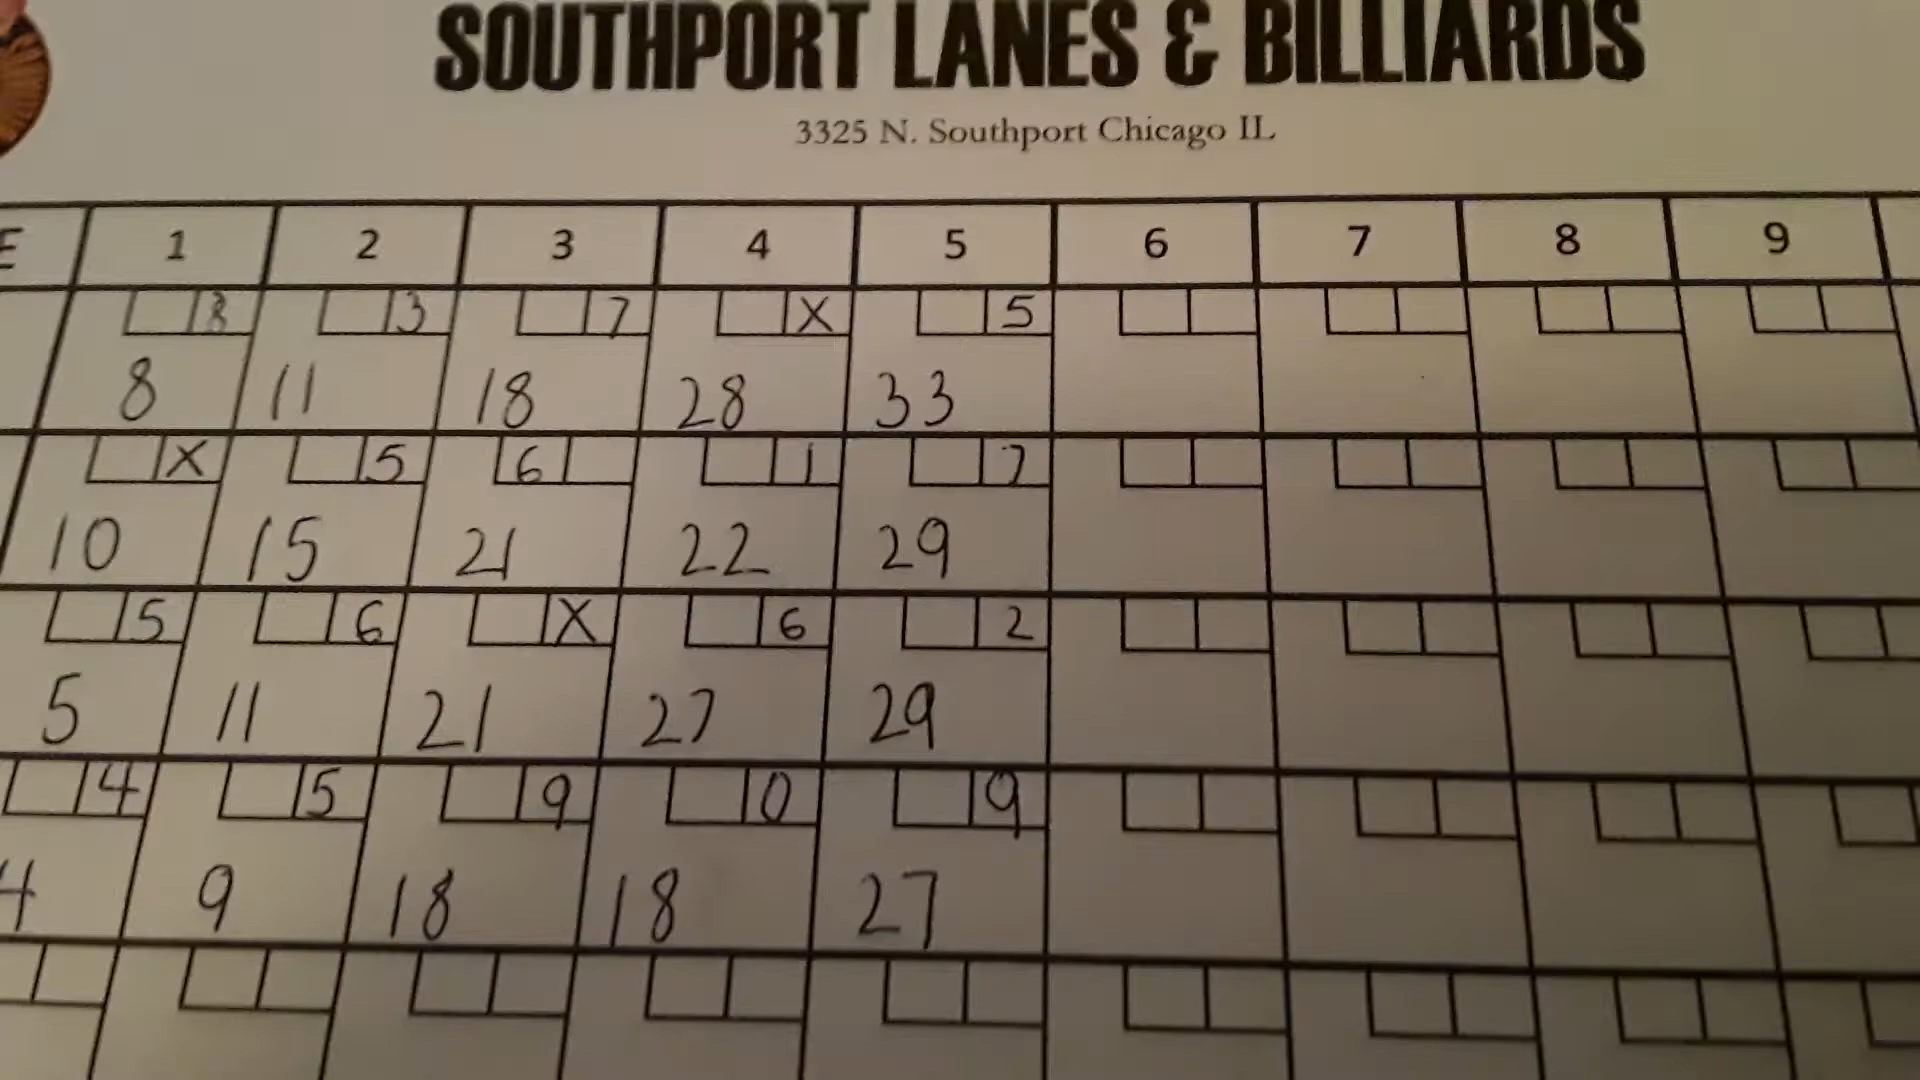 SOUTHPORT LANES & BILLIARDS
3325 N. Southport Chicago IL
E 1 2 3 4 5 6 7 8 9
8 3 7 X 5
8 11 18 28 33
X 5 6 1 7
10 15 21 22 29
5 6 X 6 2
5 11 21 27 29
4 5 9 0 9
4 9 18 18 27